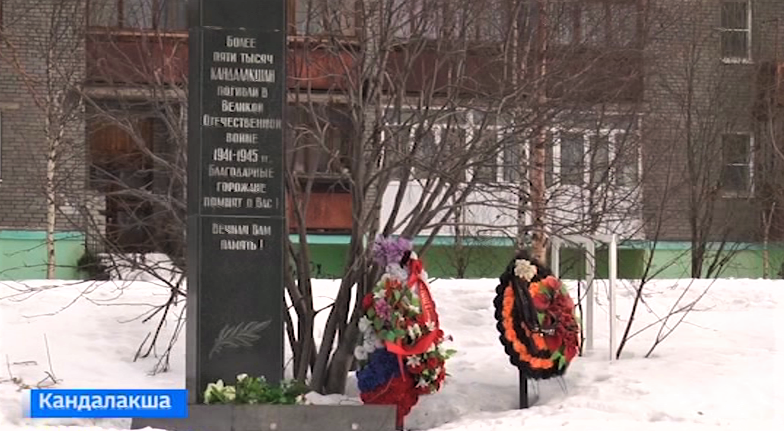 Более
пяти тысяч
кандалакшан
погибли в
Великой
Отечественной
войне
1941-1945 гг.
Благодарные
горожане
помнят о Вас!
Вечная Вам
память!
Кандалакша